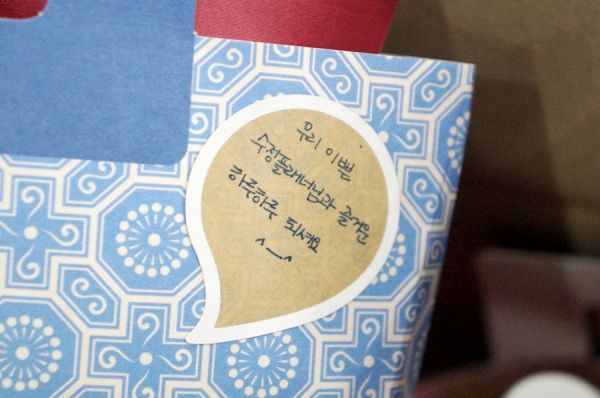 우리 이쁜
수정플래너님과 즐거운
하루하루 되세요
^_^